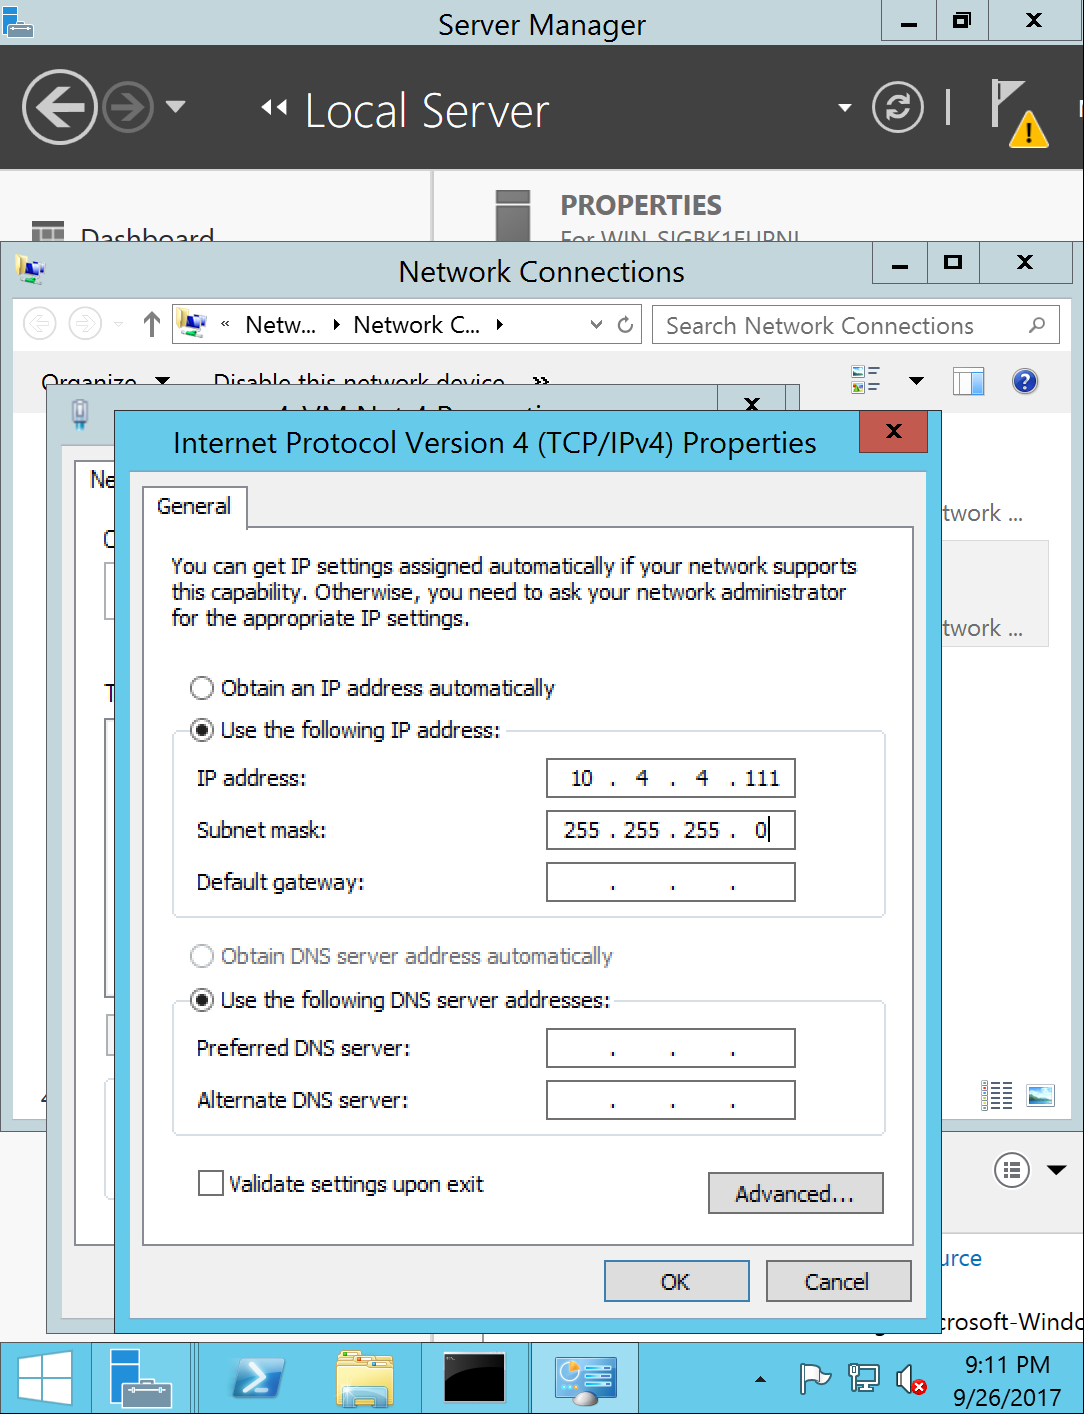 Server Manager
Local Server
Dashboard
PROPERTIES
Network Connections
Netw... Network C...
Search Network Connections
Organize Disable this network device »
Internet Protocol Version 4 (TCP/IPv4) Properties
General
twork ...
You can get IP settings assigned automatically if your network supports
this capability. Otherwise, you need to ask your network administrator
for the appropriate IP settings.
twork ...
Obtain an IP address automatically
Use the following IP address:
IP address: 10 . 4 . 4 . 111
Subnet mask: 255 . 255 . 255 . 0
Default gateway: . . .
Obtain DNS server address automatically
Use the following DNS server addresses:
Preferred DNS server: . . .
Alternate DNS server: . . .
Validate settings upon exit
Advanced...
urce
OK Cancel
crosoft-Windo
9:11 PM
9/26/2017